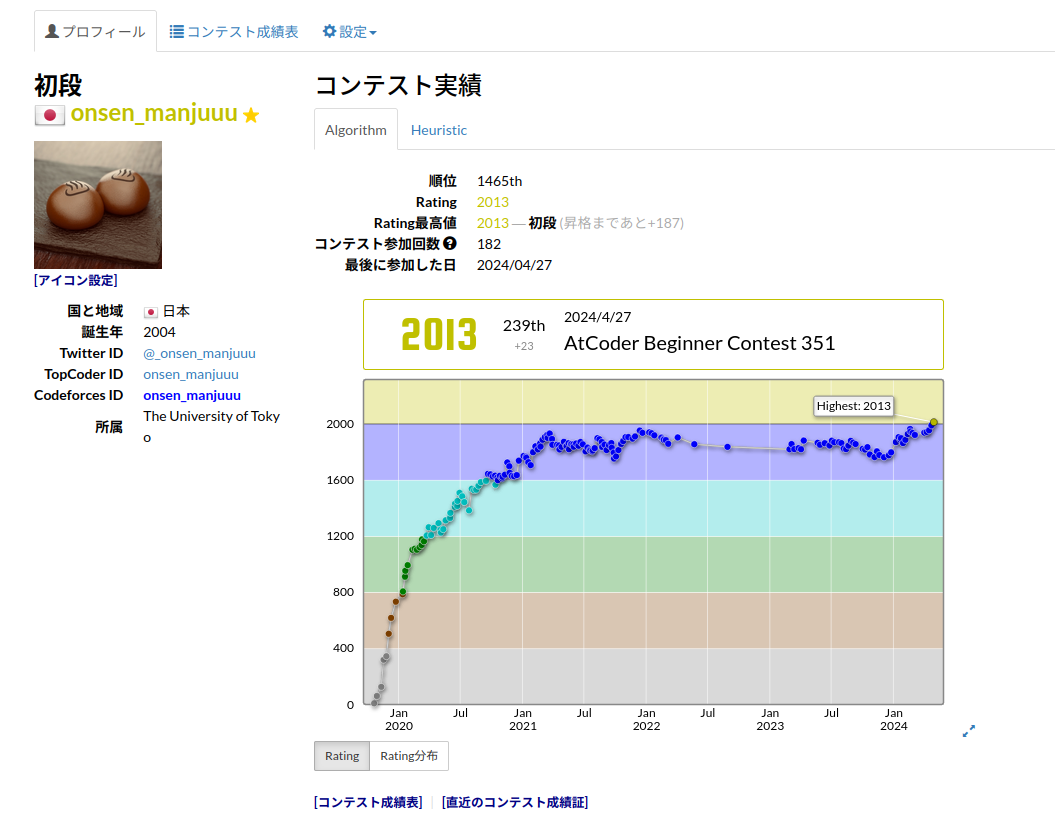 プロフィール
コンテスト成績表
設定
初段
onsen_manjuuu
[アイコン設定]
国と地域 日本
誕生年 2004
Twitter ID @_onsen_manjuuu
TopCoder ID onsen_manjuuu
Codeforces ID onsen_manjuuu
所属 The University of Toky
o
コンテスト実績
Algorithm Heuristic
順位 1465th
Rating 2013
Rating最高値 2013 ― 初段 (昇格まであと+187)
コンテスト参加回数 182
最後に参加した日 2024/04/27
2013
239th
+23
2024/4/27
AtCoder Beginner Contest 351
Highest: 2013
2000
1600
1200
800
400
0
Jan Jul Jan Jul Jan Jul Jan Jul Jan
2020 2021 2022 2023 2024
Rating Rating分布
[コンテスト成績表] [直近のコンテスト成績証]